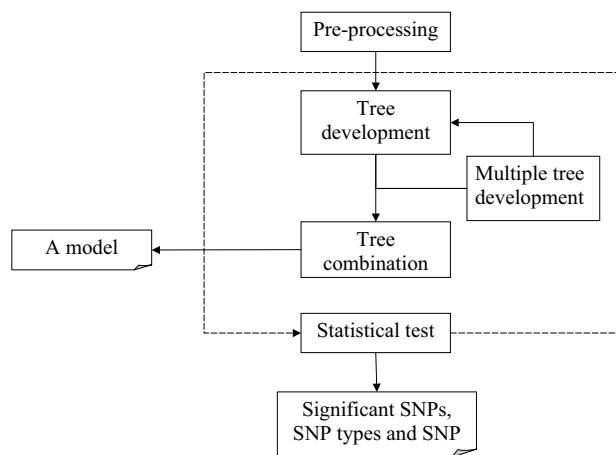 Pre-processing
Tree
development
Multiple tree
development
A model
Tree
combination
Statistical test
Significant SNPs,
SNP types and SNP